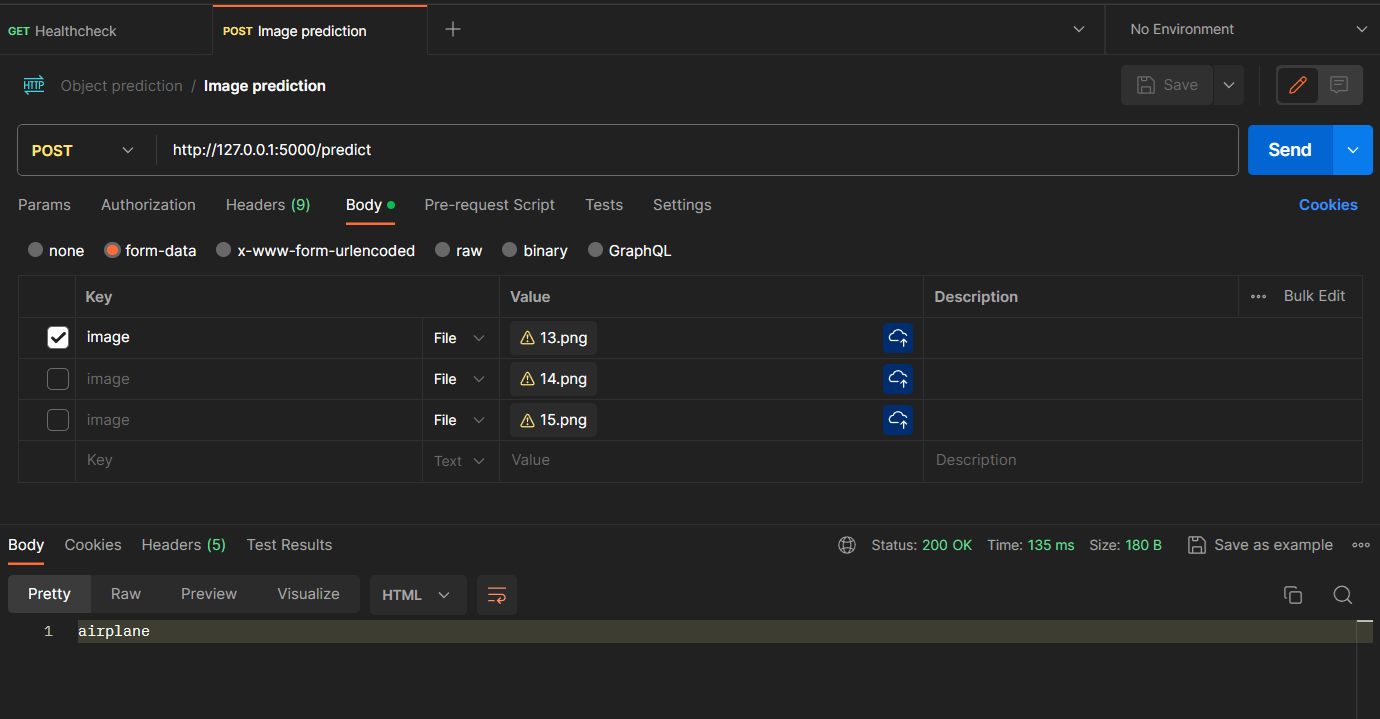 GET Healthcheck POST Image prediction No Environment
HTTP Object prediction / Image prediction Save
POST http://127.0.0.1:5000/predict Send
Params Authorization Headers (9) Body Pre-request Script Tests Settings Cookies
none form-data x-www-form-urlencoded raw binary GraphQL
Key Value Description Bulk Edit
image File 13.png
image File 14.png
image File 15.png
Key Text Value Description
Body Cookies Headers (5) Test Results Status: 200 OK Time: 135 ms Size: 180 B Save as example
Pretty Raw Preview Visualize HTML
1 airplane